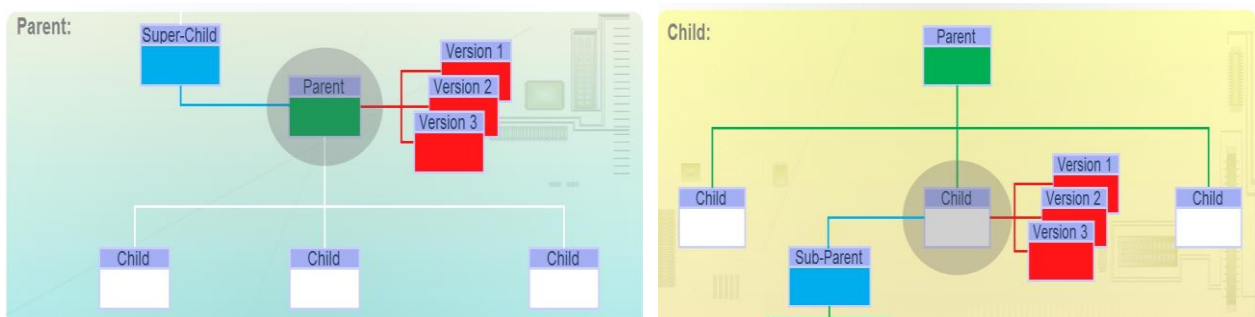 Parent:
Super-Child
Parent
Version 1
Version 2
Version 3
Child
Child
Child
Child:
Parent
Child
Child
Child
Version 1
Version 2
Version 3
Sub-Parent